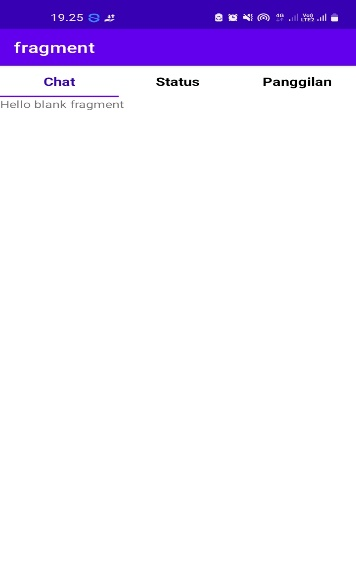 19.25
fragment
Chat Status Panggilan
Hello blank fragment